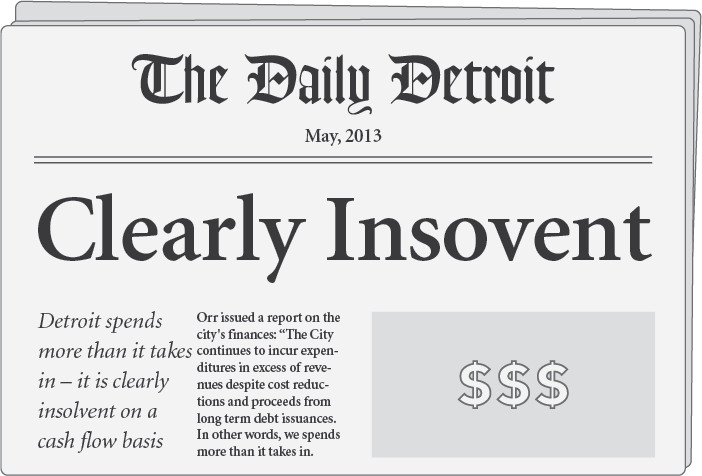 The Daily Detroit
May, 2013
Clearly Insovent
Detroit spends
more than it takes
in – it is clearly
insolvent on a
cash flow basis
Orr issued a report on the
city's finances: “The City
continues to incur expen-
ditures in excess of reve-
nues despite cost reduc-
tions and proceeds from
long term debt issuances.
In other words, we spends
more than it takes in.
$$$